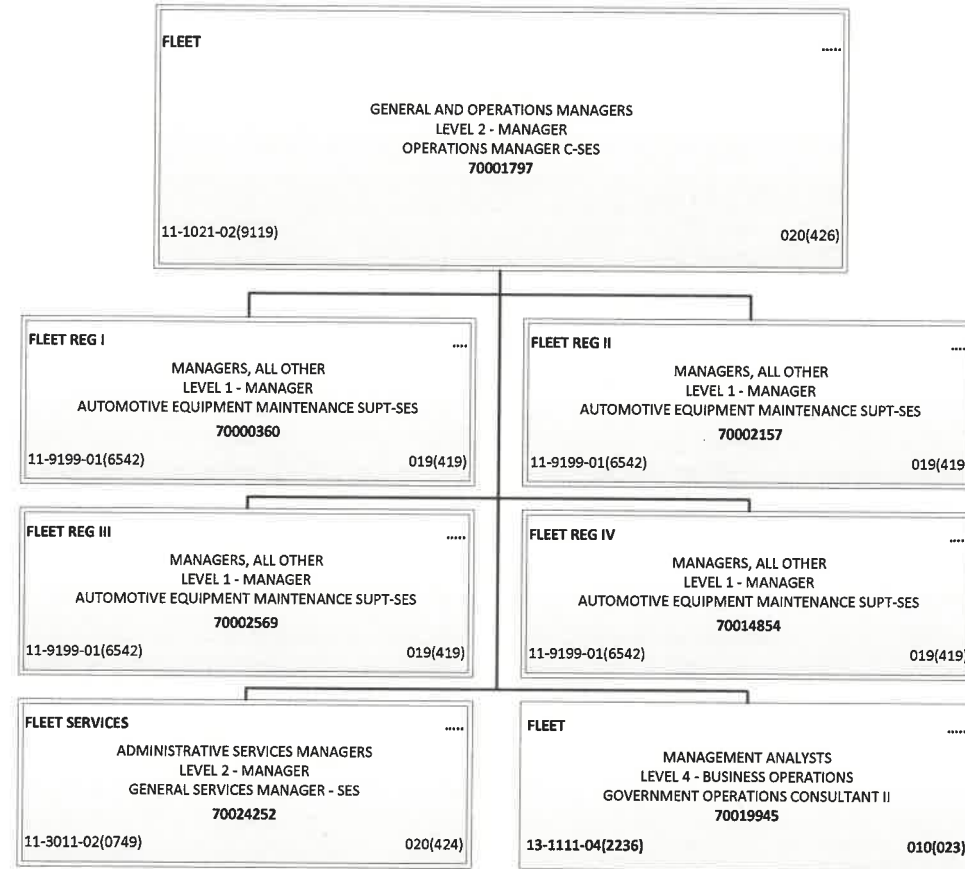 FLEET
.....
GENERAL AND OPERATIONS MANAGERS
LEVEL 2 - MANAGER
OPERATIONS MANAGER C-SES
70001797
11-1021-02(9119)
020(426)
FLEET REG I
....
MANAGERS, ALL OTHER
LEVEL 1 - MANAGER
AUTOMOTIVE EQUIPMENT MAINTENANCE SUPT-SES
70000360
11-9199-01(6542)
019(419)
FLEET REG II
....
MANAGERS, ALL OTHER
LEVEL 1 - MANAGER
AUTOMOTIVE EQUIPMENT MAINTENANCE SUPT-SES
70002157
11-9199-01(6542)
019(419
FLEET REG III
.....
MANAGERS, ALL OTHER
LEVEL 1 - MANAGER
AUTOMOTIVE EQUIPMENT MAINTENANCE SUPT-SES
70002569
11-9199-01(6542)
019(419)
FLEET REG IV
....
MANAGERS, ALL OTHER
LEVEL 1 - MANAGER
AUTOMOTIVE EQUIPMENT MAINTENANCE SUPT-SES
70014854
11-9199-01(6542)
019(419)
FLEET SERVICES
.....
ADMINISTRATIVE SERVICES MANAGERS
LEVEL 2 - MANAGER
GENERAL SERVICES MANAGER - SES
70024252
11-3011-02(0749)
020(424)
FLEET
.....
MANAGEMENT ANALYSTS
LEVEL 4 - BUSINESS OPERATIONS
GOVERNMENT OPERATIONS CONSULTANT II
70019945
13-1111-04(2236)
010(023)